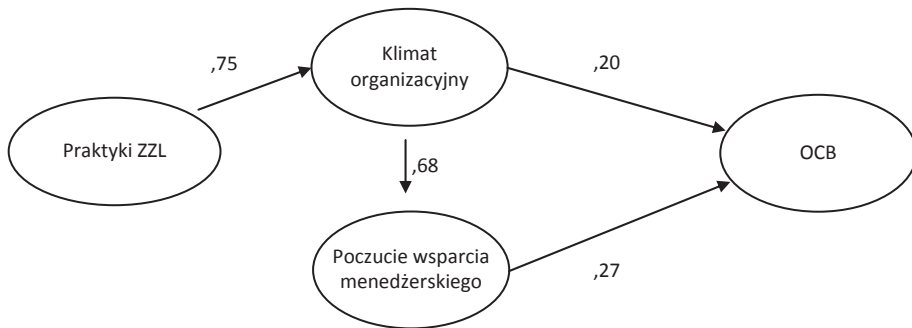 Klimat
organizacyjny
,75
,20
Praktyki ZZL
OCB
,68
Poczucie wsparcia
menedżerskiego
,27